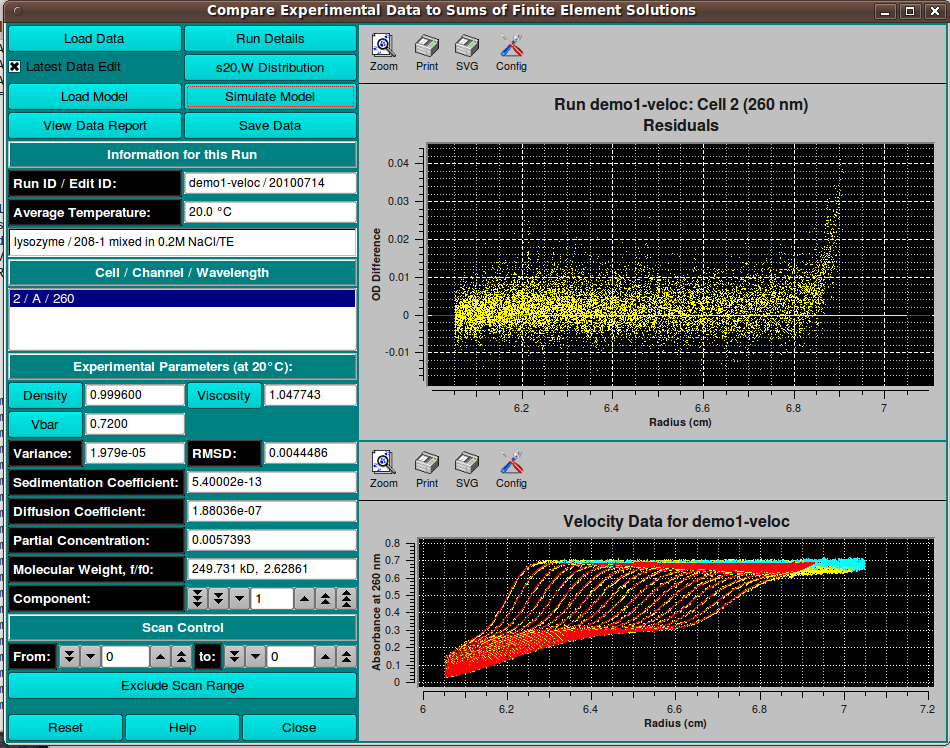 Compare Experimental Data to Sums of Finite Element Solutions
Load Data Run Details
Latest Data Edit s20,W Distribution
Load Model Simulate Model
View Data Report Save Data
Information for this Run
Run ID / Edit ID: demo1-veloc / 20100714
Average Temperature: 20.0 °C
lysozyme / 208-1 mixed in 0.2M NaCl/TE
Cell / Channel / Wavelength
2 / A / 260
Experimental Parameters (at 20°C):
Density 0.999600 Viscosity 1.047743
Vbar 0.7200
Variance: 1.979e-05 RMSD: 0.0044486
Sedimentation Coefficient: 5.40002e-13
Diffusion Coefficient: 1.88036e-07
Partial Concentration: 0.0057393
Molecular Weight, f/f0: 249.731 kD, 2.62861
Component: 1
Scan Control
From: 0 to: 0
Exclude Scan Range
Reset Help Close
Zoom Print SVG Config
Run demo1-veloc: Cell 2 (260 nm)
Residuals
OD Difference
0.04
0.03
0.02
0.01
0
-0.01
6.2 6.4 6.6 6.8 7
Radius (cm)
Zoom Print SVG Config
Velocity Data for demo1-veloc
Absorbance at 260 nm
0.8
0.7
0.6
0.5
0.4
0.3
0.2
0.1
0
6 6.2 6.4 6.6 6.8 7 7.2
Radius (cm)